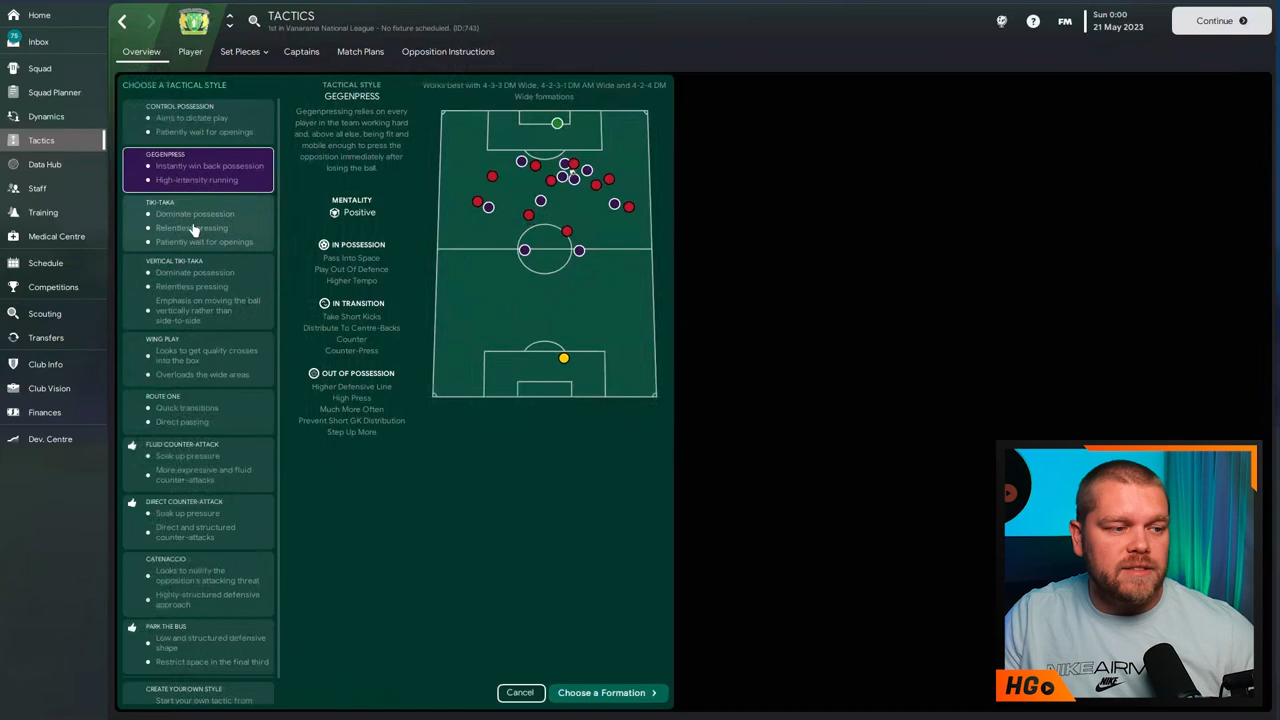 Home
75
Inbox
Squad
Squad Planner
Dynamics
Tactics
Data Hub
Staff
Training
Medical Centre
Schedule
Competitions
Scouting
Transfers
Club Info
Club Vision
Finances
Dev. Centre
TACTICS
1st in Vanarama National League - No fixture scheduled. (ID:743)
?
FM
Sun 0:00
21 May 2023
Continue
Overview
Player
Set Pieces
Captains
Match Plans
Opposition Instructions
CHOOSE A TACTICAL STYLE
CONTROL POSSESSION
Aims to dictate play
Patiently wait for openings
GEGENPRESS
Instantly win back possession
High-intensity running
TIKI-TAKA
Dominate possession
Relentless pressing
Patiently wait for openings
VERTICAL TIKI-TAKA
Dominate possession
Relentless pressing
Emphasis on moving the ball
vertically rather than
side-to-side
WING PLAY
Looks to get quality crosses
into the box
Overloads the wide areas
ROUTE ONE
Quick transitions
Direct passing
FLUID COUNTER-ATTACK
Soak up pressure
More expressive and fluid
counter-attacks
DIRECT COUNTER-ATTACK
Soak up pressure
Direct and structured
counter-attacks
CATENACCIO
Looks to nullify the
opposition's attacking threat
Highly-structured defensive
approach
PARK THE BUS
Low and structured defensive
shape
Restrict space in the final third
CREATE YOUR OWN STYLE
Start your own tactic from
TACTICAL STYLE
GEGENPRESS
Gegenpressing relies on every
player in the team working hard
and, above all else, being fit and
mobile enough to press the
opposition immediately after
losing the ball.
MENTALITY
Positive
IN POSSESSION
Pass Into Space
Play Out Of Defence
Higher Tempo
IN TRANSITION
Take Short Kicks
Distribute To Centre-Backs
Counter
Counter-Press
OUT OF POSSESSION
Higher Defensive Line
High Press
Much More Often
Prevent Short GK Distribution
Step Up More
Works best with 4-3-3 DM Wide, 4-2-3-1 DM AM Wide and 4-2-4 DM
Wide formations
Cancel
Choose a Formation
NIKE AIR
HG